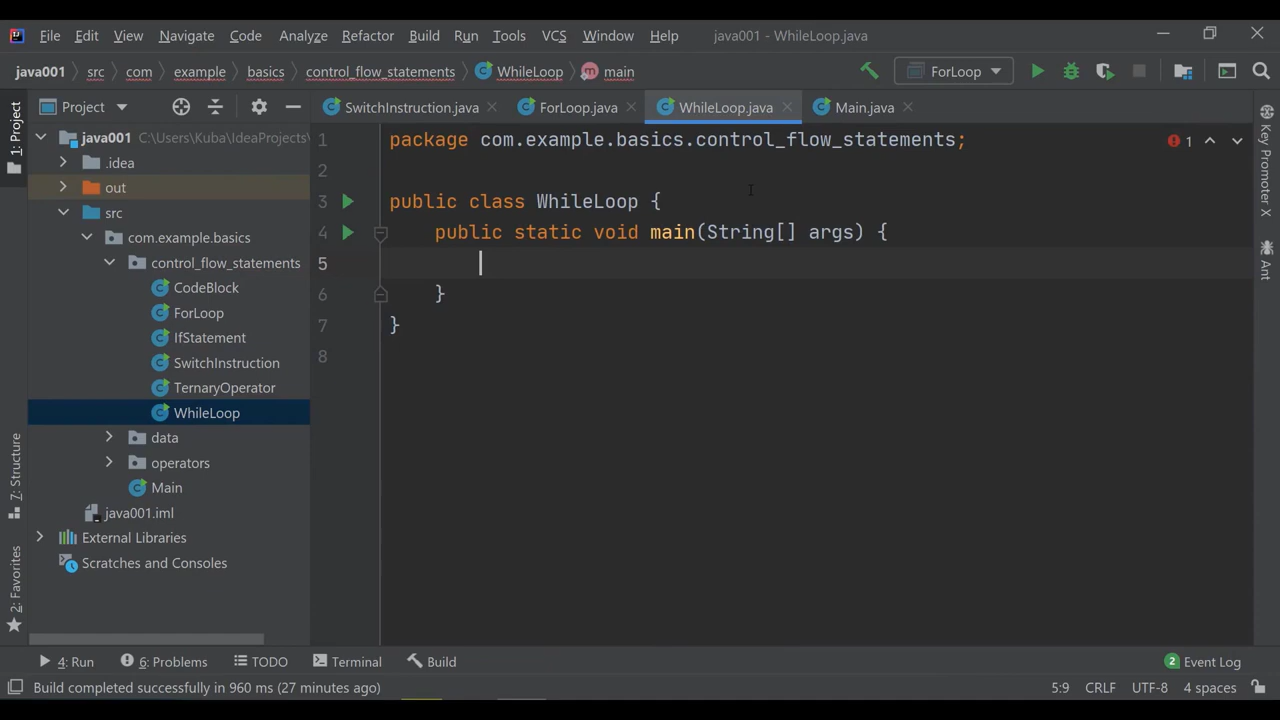 File Edit View Navigate Code Analyze Refactor Build Run Tools VCS Window Help java001 - WhileLoop.java
java001 src com example basics control_flow_statements WhileLoop main ForLoop
1: Project
7: Structure
2: Favorites
Project
java001 C:\Users\Kuba\IdeaProjects\
.idea
out
src
com.example.basics
control_flow_statements
CodeBlock
ForLoop
IfStatement
SwitchInstruction
TernaryOperator
WhileLoop
data
operators
Main
java001.iml
External Libraries
Scratches and Consoles
SwitchInstruction.java ForLoop.java WhileLoop.java Main.java
1 package com.example.basics.control_flow_statements;
2
3 public class WhileLoop {
4 public static void main(String[] args) {
5
6 }
7 }
8
1
Key Promoter X
Ant
4: Run 6: Problems TODO Terminal Build 2 Event Log
Build completed successfully in 960 ms (27 minutes ago) 5:9 CRLF UTF-8 4 spaces